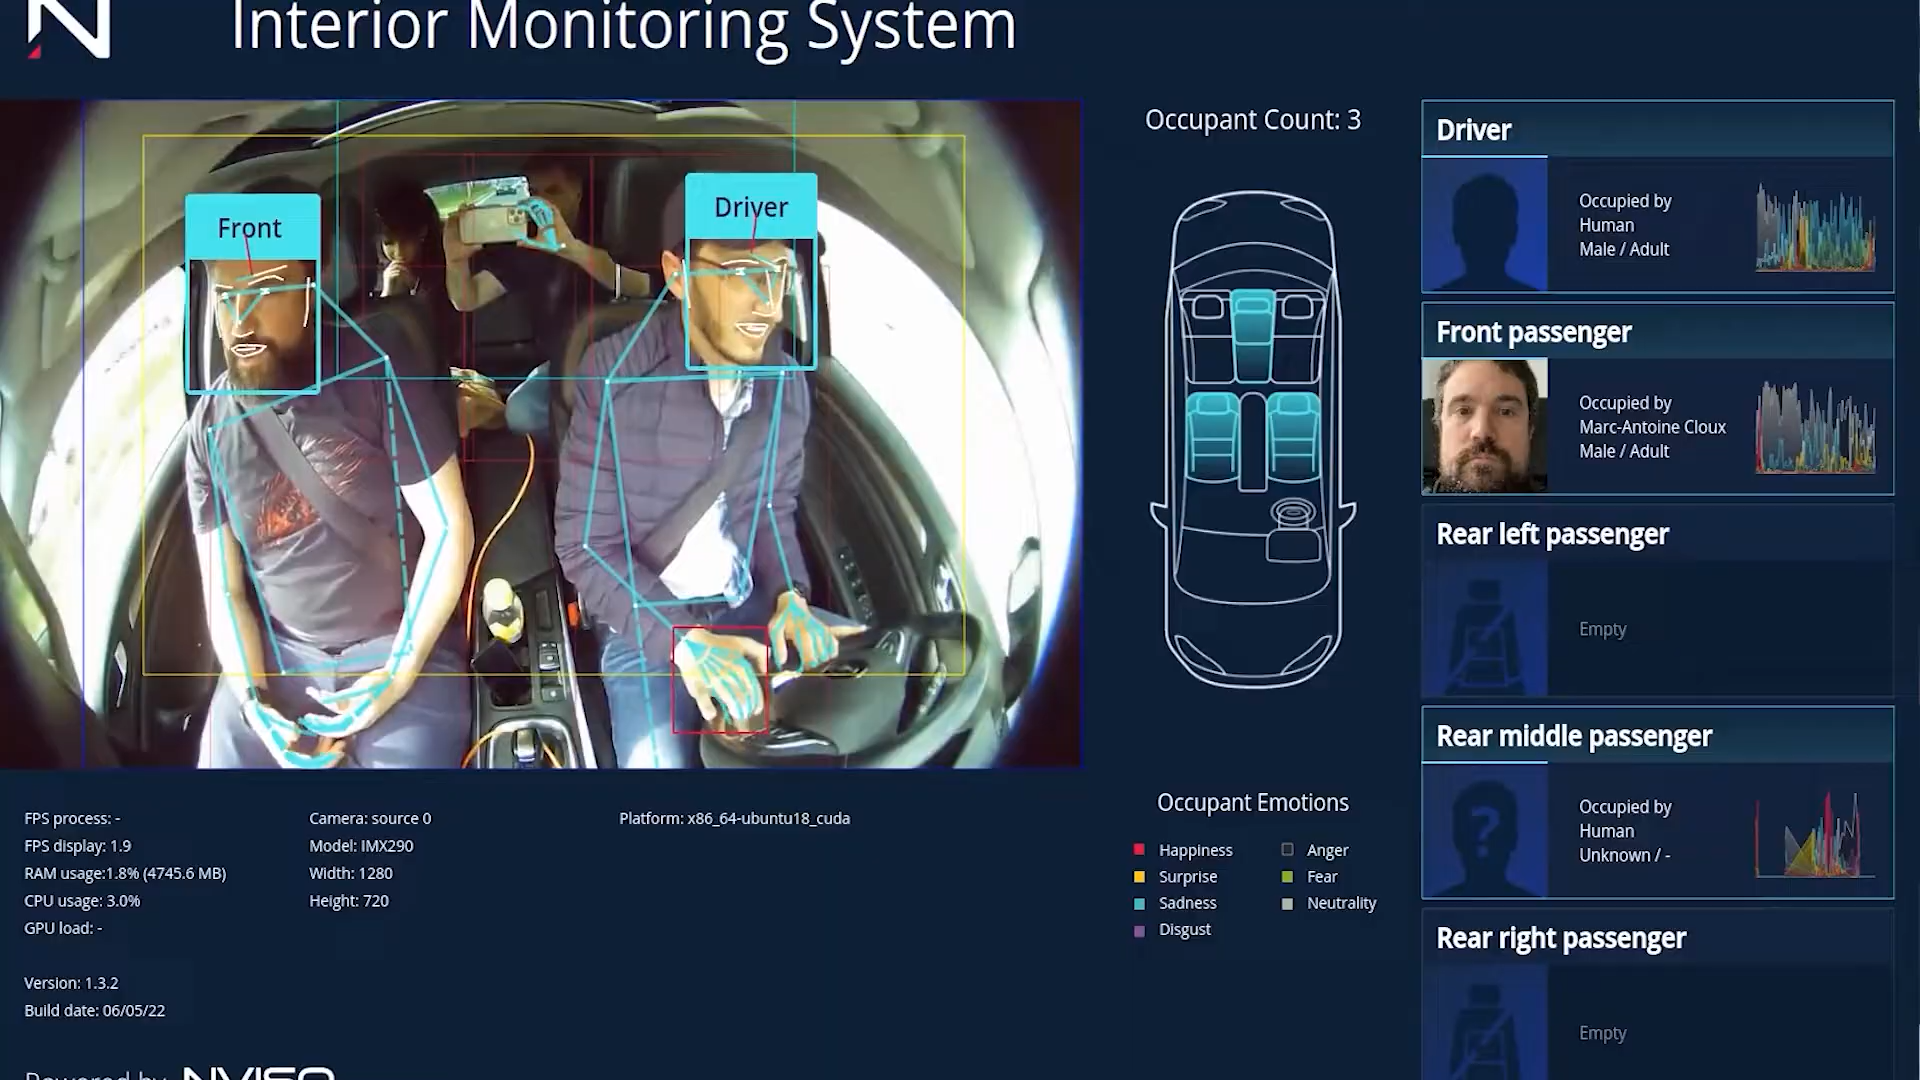 Interior Monitoring System
Front
Driver
Occupant Count: 3
Driver
Occupied by
Human
Male / Adult
Front passenger
Occupied by
Marc-Antoine Cloux
Male / Adult
Rear left passenger
Empty
Rear middle passenger
Occupied by
Human
Unknown / -
Rear right passenger
Empty
Occupant Emotions
Happiness
Surprise
Sadness
Disgust
Anger
Fear
Neutrality
FPS process: -
FPS display: 1.9
RAM usage:1.8% (4745.6 MB)
CPU usage: 3.0%
GPU load: -
Camera: source 0
Model: IMX290
Width: 1280
Height: 720
Platform: x86_64-ubuntu18_cuda
Version: 1.3.2
Build date: 06/05/22
Powered by NVISO